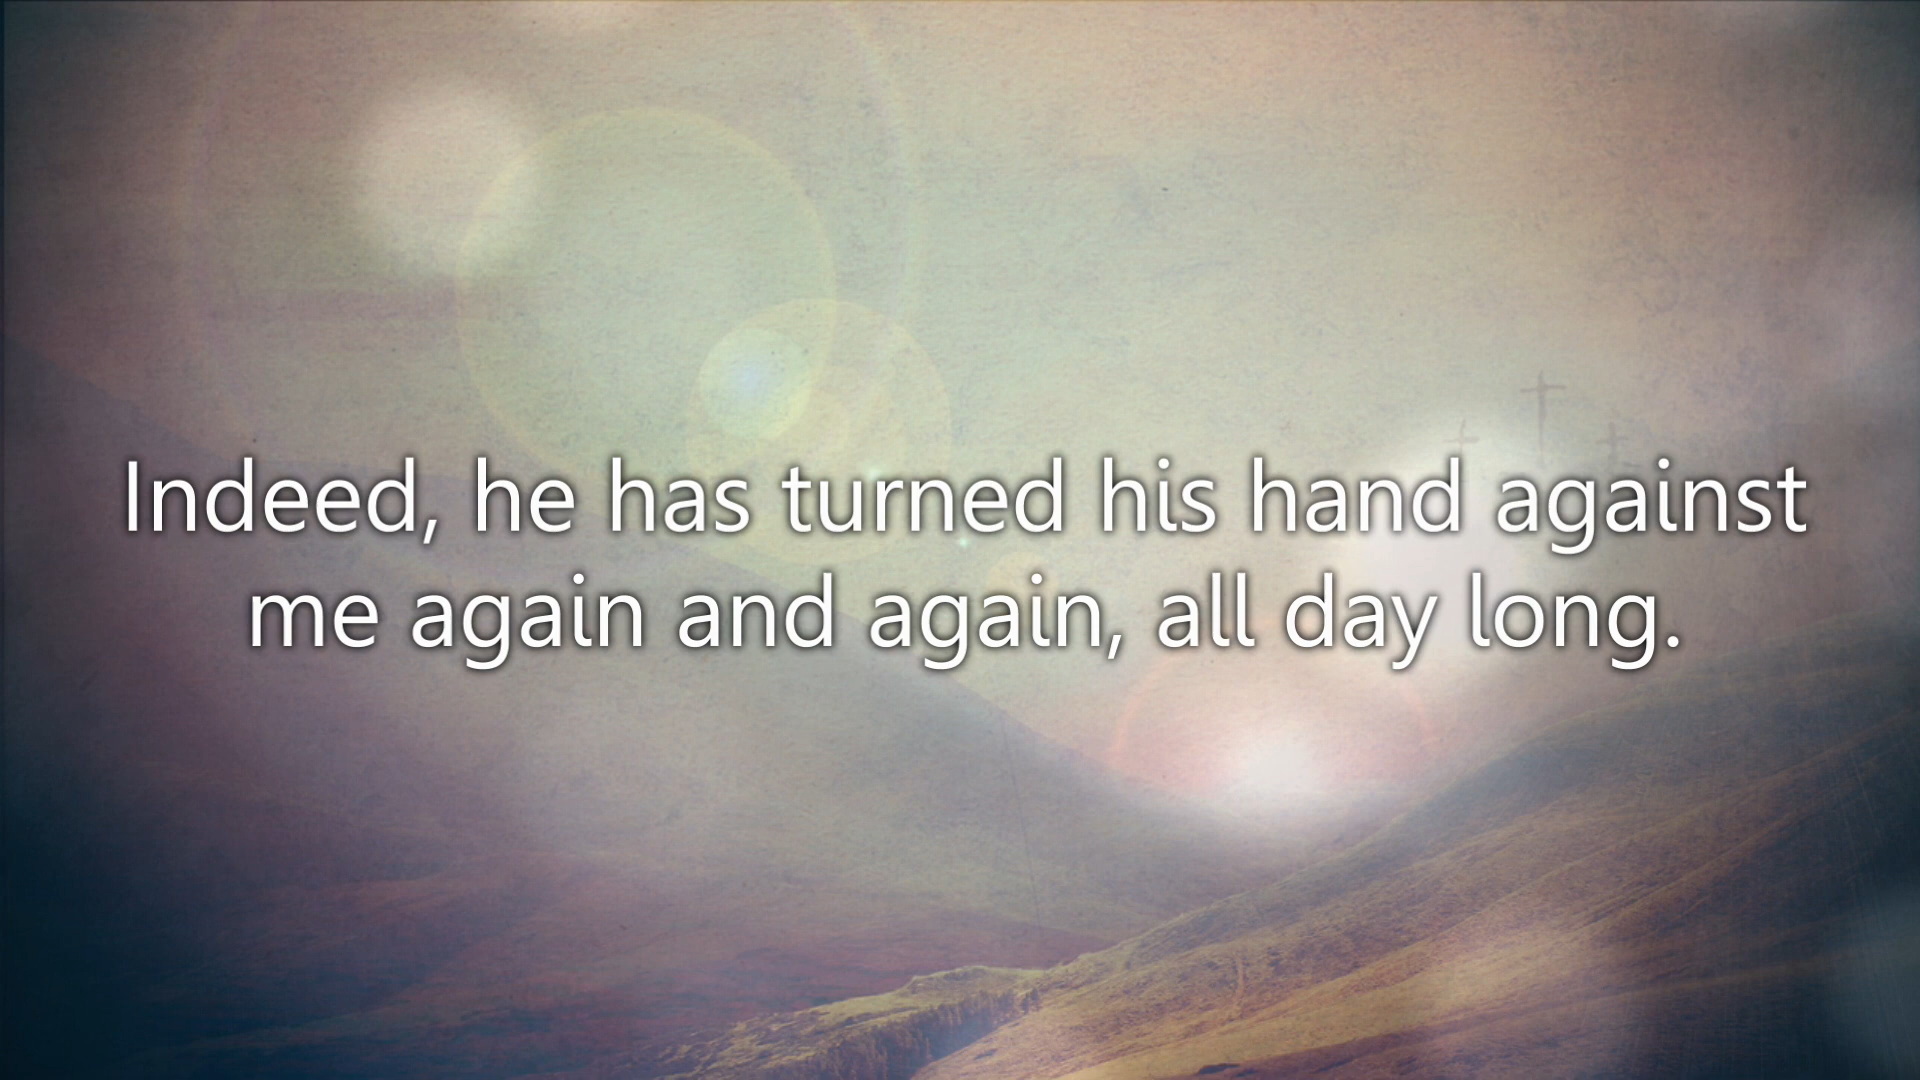 Indeed, he has turned his hand against
me again and again, all day long.